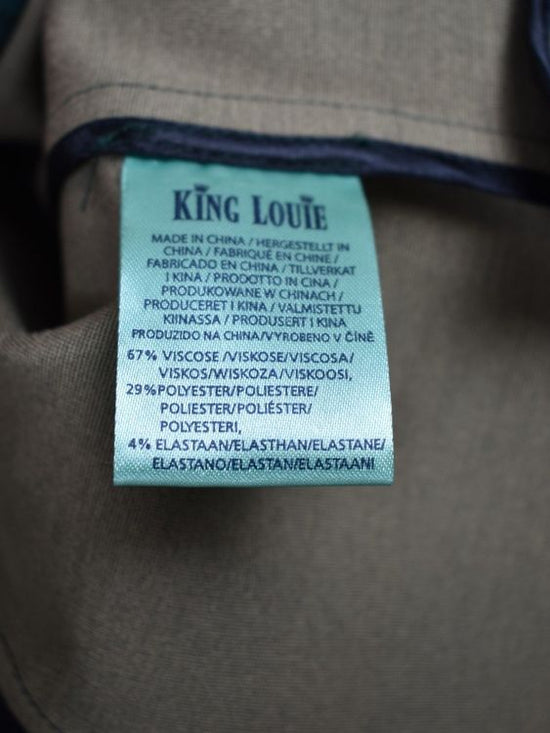 KING LOUIE
MADE IN CHINA / HERGESTELLT IN
CHINA / FABRIQUÉ EN CHINE /
FABRICADO EN CHINA / TILLVERKAT
I KINA / PRODOTTO IN CINA /
PRODUKOWANE W CHINACH /
PRODUCERET I KINA / VALMISTETTU
KIINASSA / PRODUSERT I KINA
PRODUZIDO NA CHINA/VYROBENO V ČÍNĚ
67% VISCOSE /VISKOSE/VISCOSA/
VISKOS/WISKOZA/VISKOOSI,
29%POLYESTER/POLIESTERE/
POLIESTER/POLIÉSTER/
POLYESTERI,
4% ELASTAAN/ELASTHAN/ELASTANE/
ELASTANO/ELASTAN/ELASTAANI